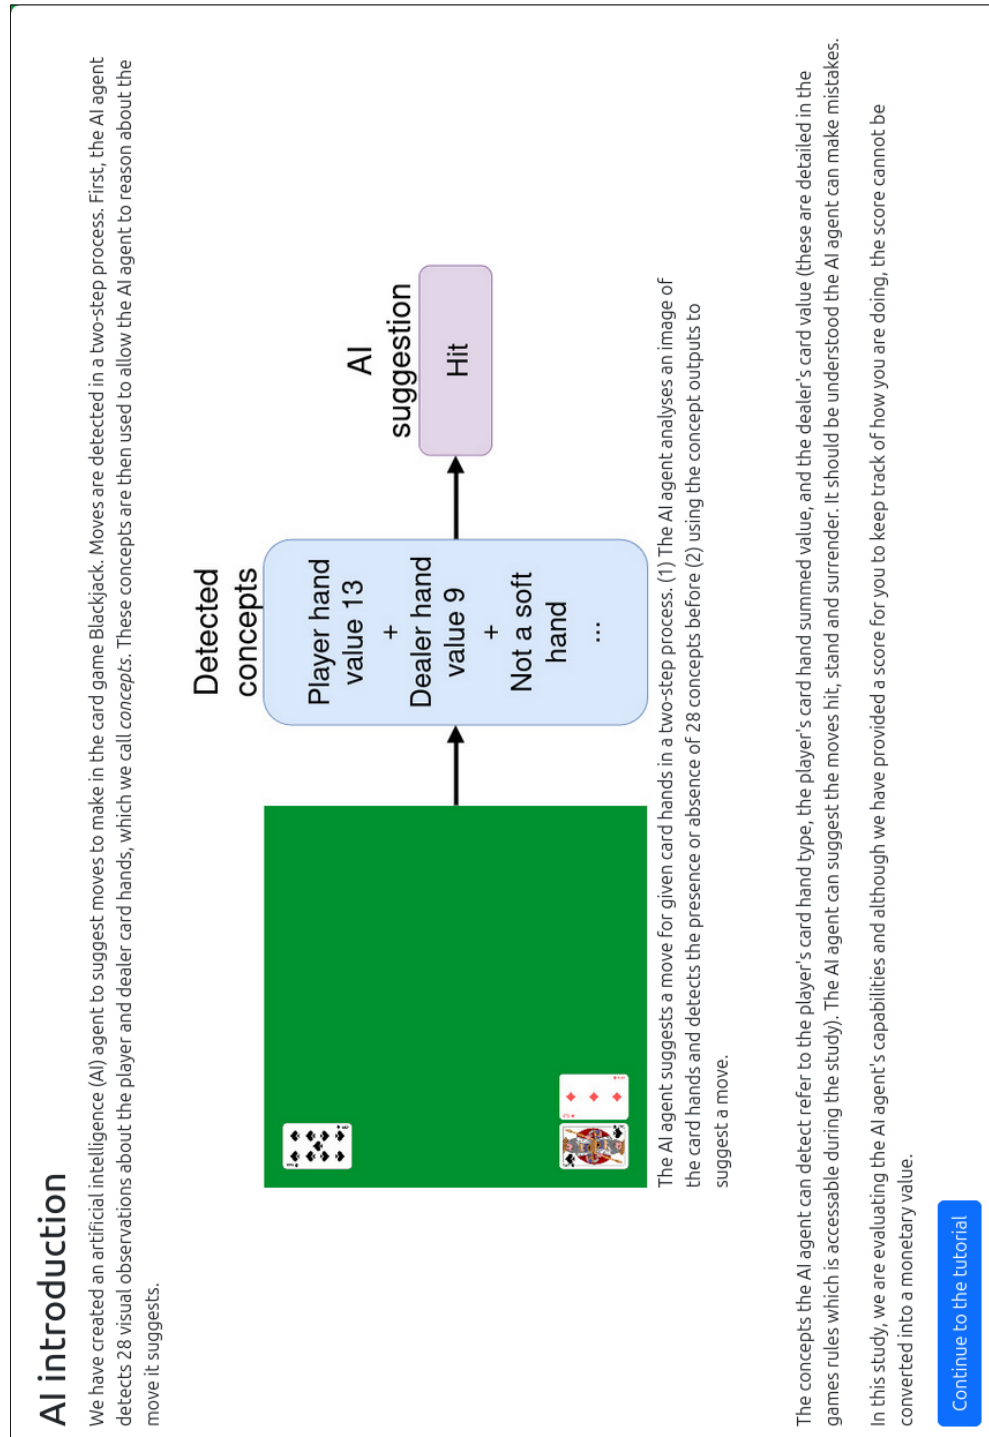 AI introduction
We have created an artificial intelligence (AI) agent to suggest moves to make in the card game Backjack. Moves are detected in a two-step process. First, the AI agent
detects 28 visual observations about the player and dealer card hands, which we call concepts. These concepts are then used to allow the AI agent to reason about the
move it suggests.
Detected
concepts
Player hand
value 13
+
Dealer hand
value 9
+
Not a soft
hand
...
AI
suggestion
Hit
The AI agent suggests a move for given card hands in a two-step process. (1) The AI agent analyses an image of
the card hands and detects the presence or absence of 28 concepts before (2) using the concept outputs to
suggest a move.
The concepts the AI agent can detect refer to the player's card hand type, the player's card hand summed value, and the dealer's card value (these are detailed in the
games rules which is accessable during the study). The AI agent can suggest the moves hit, stand and surrender. It should be understood the AI agent can make mistakes.
In this study, we are evaluating the AI agent's capabilities and although we have provided a score for you to keep track of how you are doing, the score cannot be
converted into a monetary value.
Continue to the tutorial